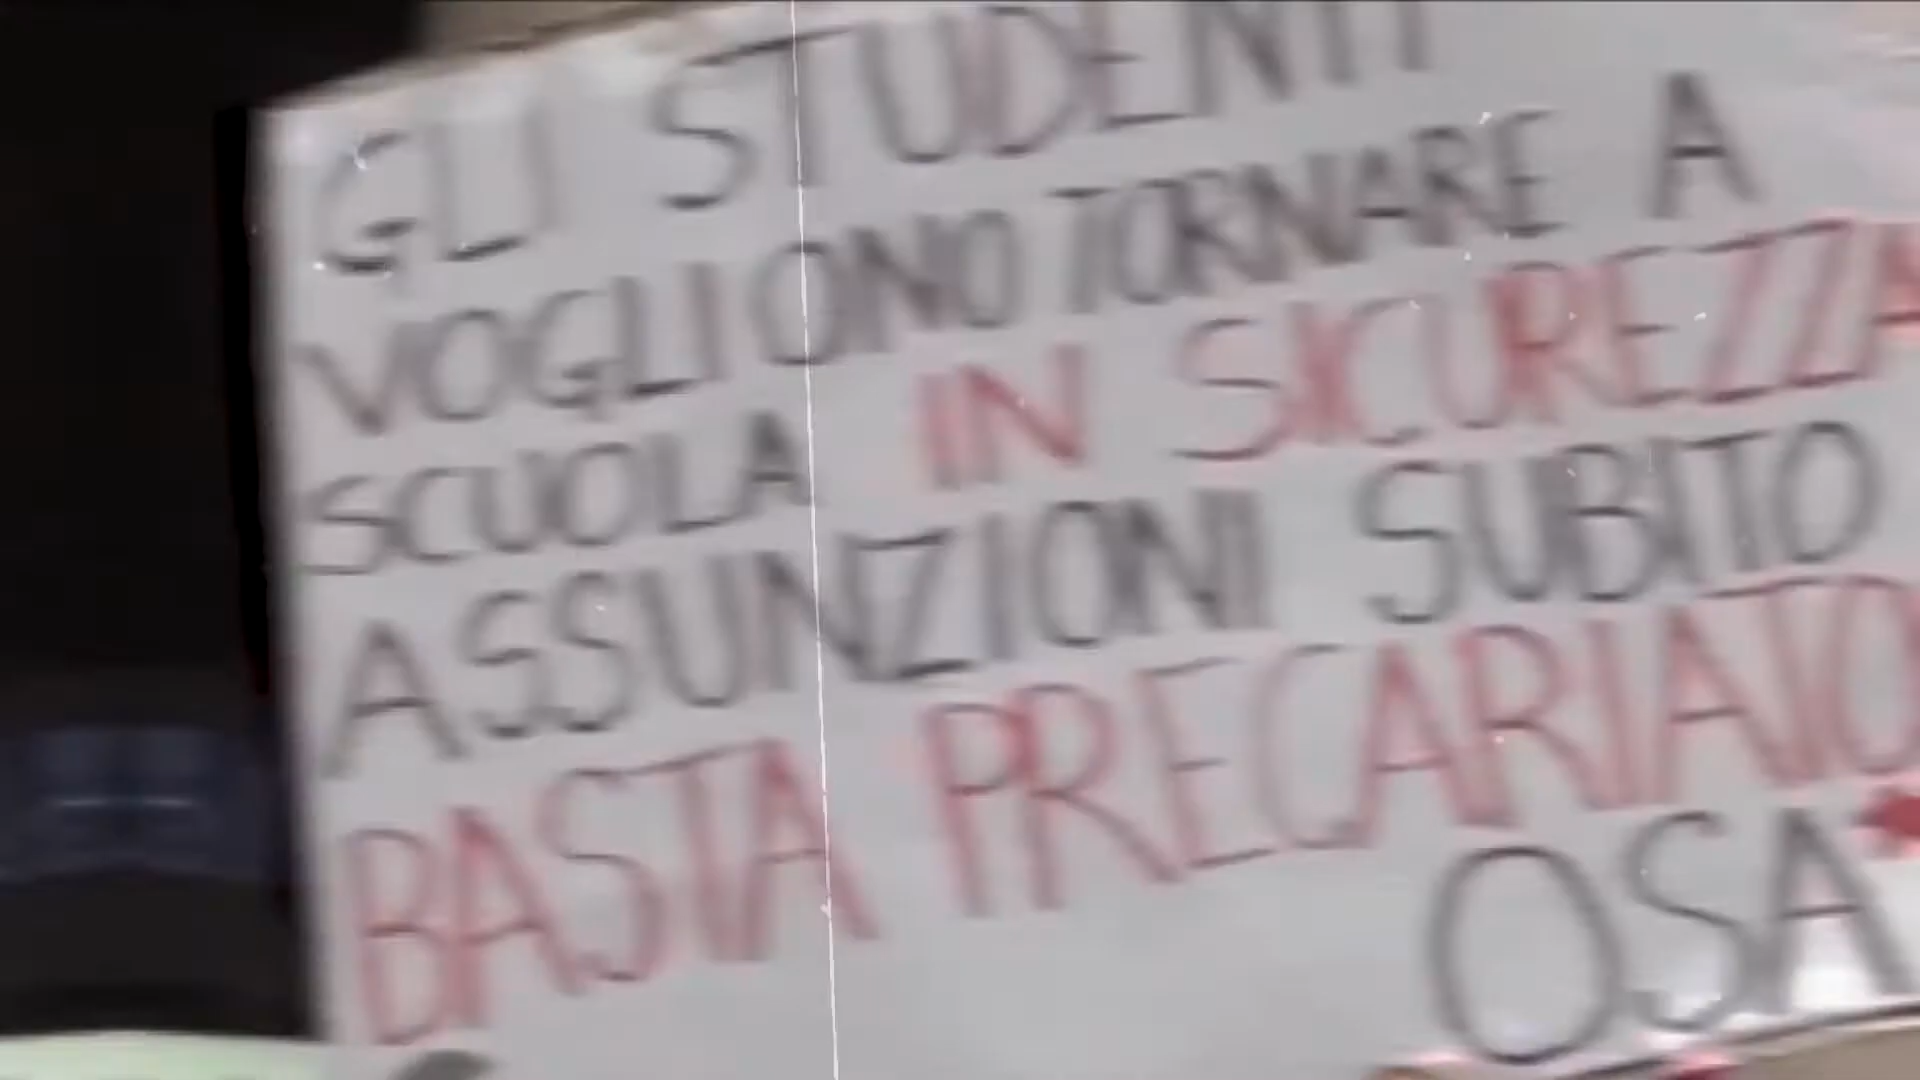 GLI STUDENTI
VOGLIONO TORNARE A
SCUOLA IN SICUREZZA
ASSUNZIONI SUBITO
BASTA PRECARIATO
OSA